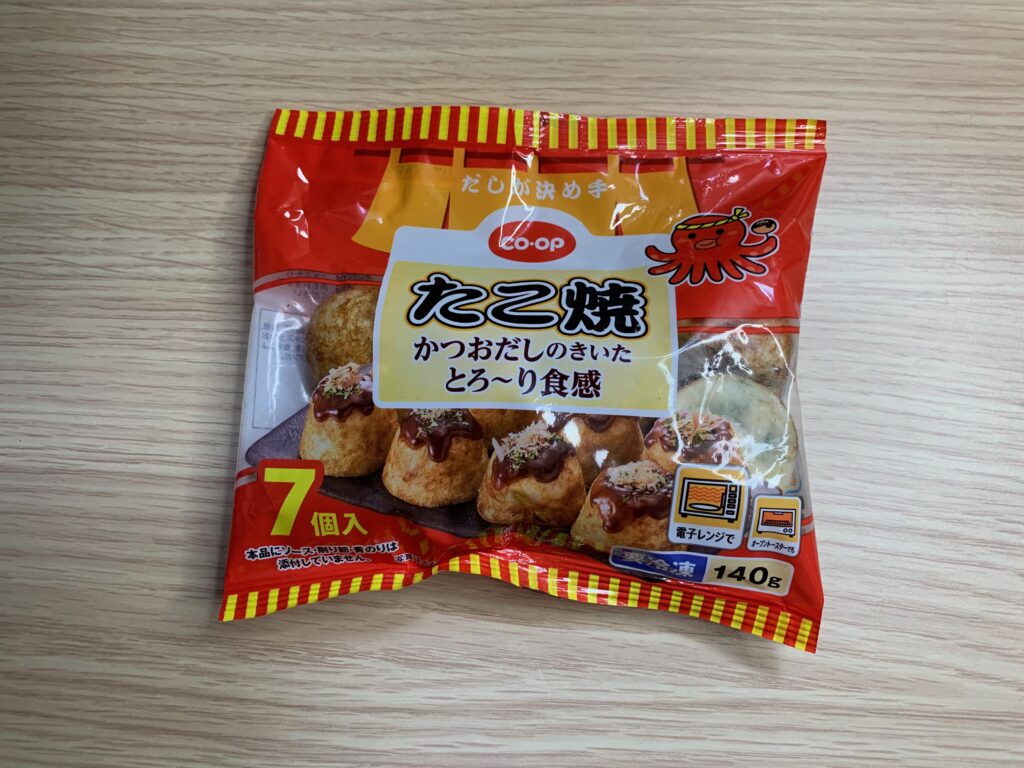 だしが決め手
CO·OP
たこ焼
かつおだしのきいた
とろ～り食感
7個入
本品にソース・削り節・青のりは
添付していません。
電子レンジで
オーブントースターでも
要冷凍
140g